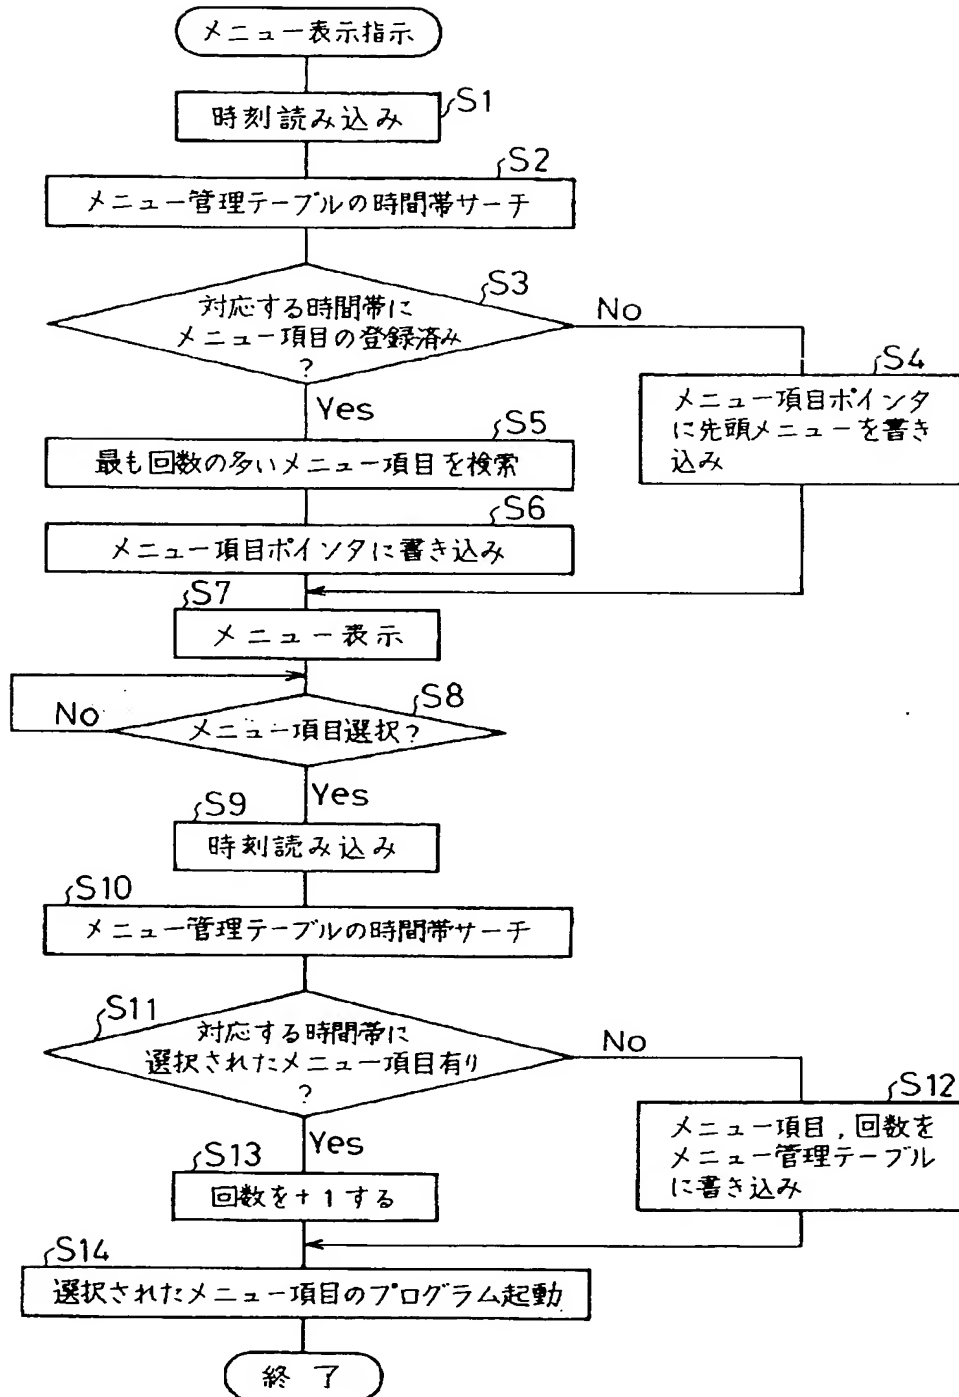 メニュー表示指示
S1
時刻読み込み
S2
メニュー管理テーブルの時間帯サーチ
S3
対応する時間帯に
メニュー項目の登録済み
?
No
Yes
S4
メニュー項目ポインタ
に先頭メニューを書き
込み
S5
最も回数の多いメニュー項目を検索
S6
メニュー項目ポインタに書き込み
S7
メニュー表示
S8
メニュー項目選択?
No
Yes
S9
時刻読み込み
S10
メニュー管理テーブルの時間帯サーチ
S11
対応する時間帯に
選択されたメニュー項目有り
?
No
Yes
S12
メニュー項目,回数を
メニュー管理テーブル
に書き込み
S13
回数を+1する
S14
選択されたメニュー項目のプログラム起動
終了